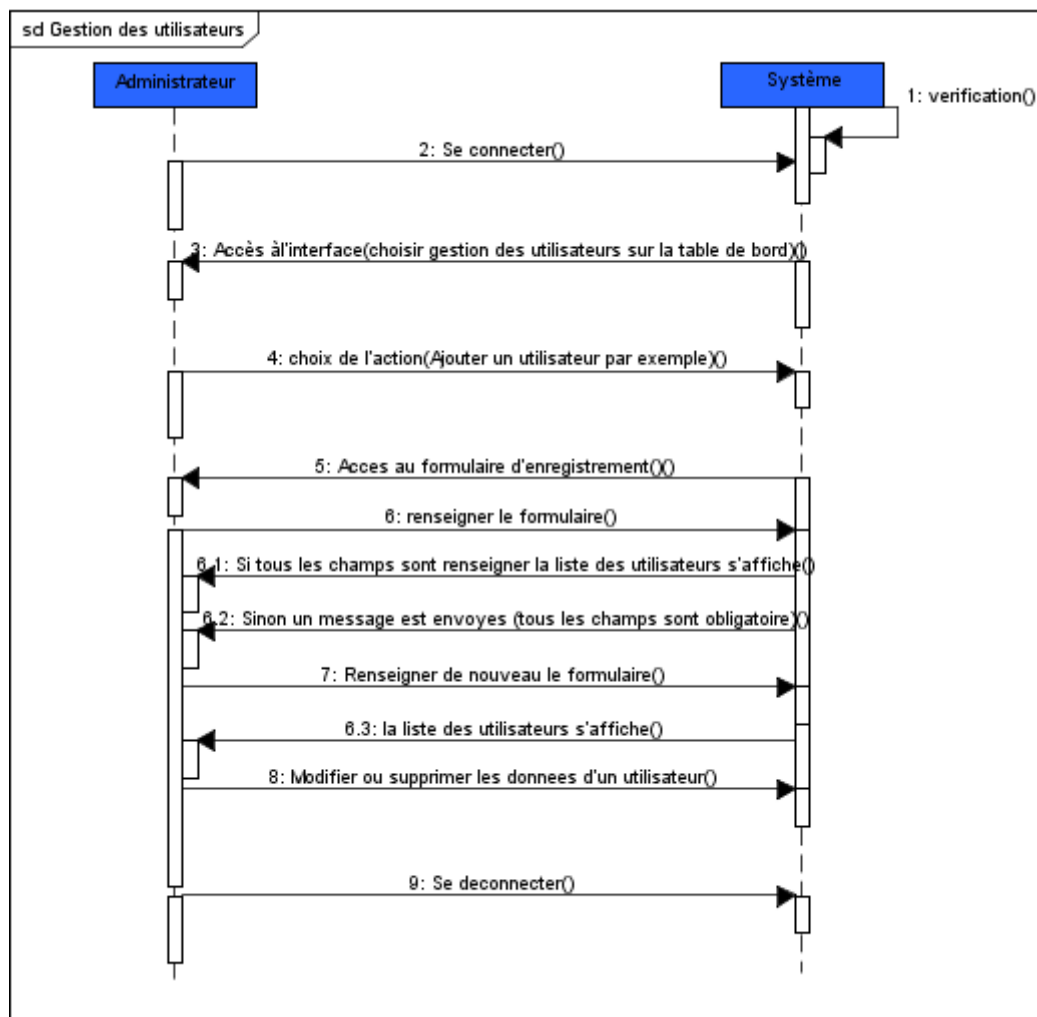 sd Gestion des utilisateurs
Administrateur
Système
1: verification()
2: Se connecter()
3: Accès àl'interface(choisir gestion des utilisateurs sur la table de bord)()
4: choix de l'action(Ajouter un utilisateur par exemple)()
5: Acces au formulaire d'enregistrement()()
6: renseigner le formulaire()
6.1: Si tous les champs sont renseigner la liste des utilisateurs s'affiche()
6.2: Sinon un message est envoyes (tous les champs sont obligatoire)()
7: Renseigner de nouveau le formulaire()
6.3: la liste des utilisateurs s'affiche()
8: Modifier ou supprimer les donnees d'un utilisateur()
9: Se deconnecter()